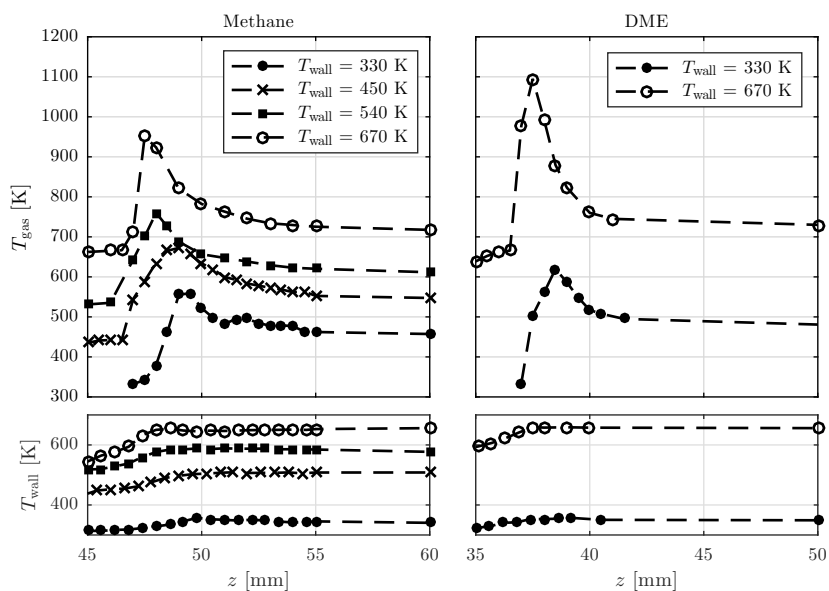 Methane
DME
1200
1100
1000
900
800
700
600
500
400
300
T_gas [K]
T_wall = 330 K
T_wall = 450 K
T_wall = 540 K
T_wall = 670 K
T_wall = 330 K
T_wall = 670 K
600
400
T_wall [K]
45 50 55 60
35 40 45 50
z [mm]
z [mm]